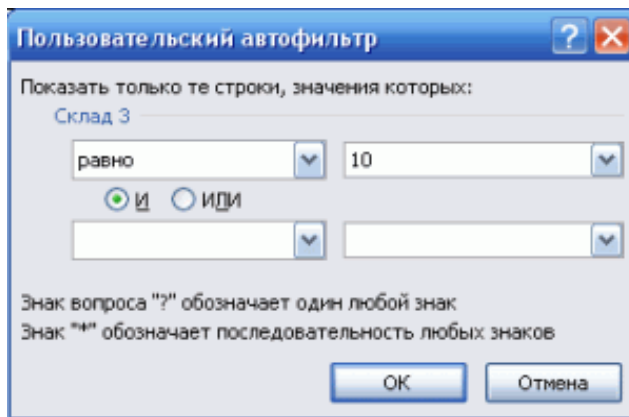 Пользовательский автофильтр
Показать только те строки, значения которых:
Склад 3
равно 10
И ИЛИ
Знак вопроса "?" обозначает один любой знак
Знак "*" обозначает последовательность любых знаков
ОК Отмена